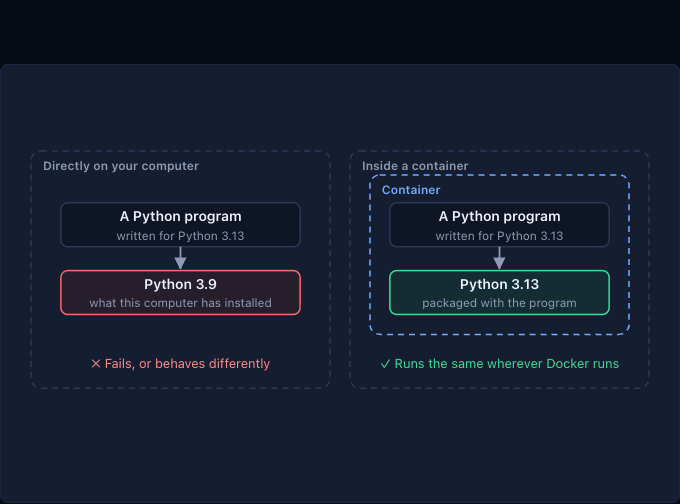 Directly on your computer
A Python program
written for Python 3.13
Python 3.9
what this computer has installed
✕ Fails, or behaves differently
Inside a container
Container
A Python program
written for Python 3.13
Python 3.13
packaged with the program
✓ Runs the same wherever Docker runs